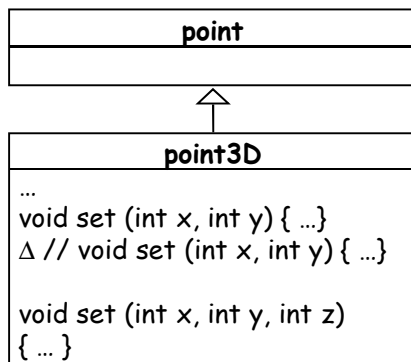 point
point3D
...
void set (int x, int y) { ...}
Δ // void set (int x, int y) { ...}
void set (int x, int y, int z)
{ ... }